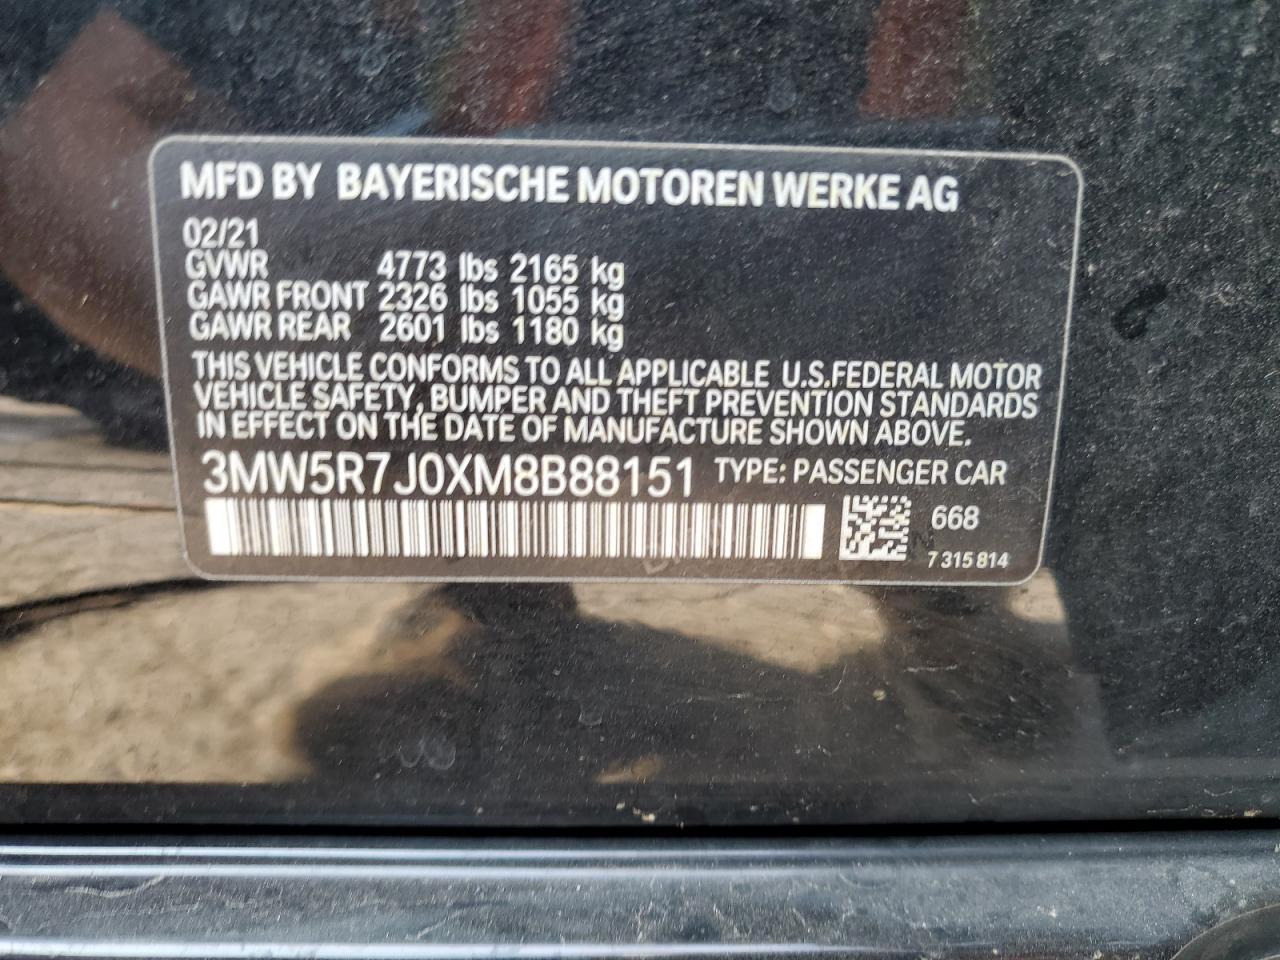 MFD BY BAYERISCHE MOTOREN WERKE AG
02/21
GVWR 4773 lbs 2165 kg
GAWR FRONT 2326 lbs 1055 kg
GAWR REAR 2601 lbs 1180 kg
THIS VEHICLE CONFORMS TO ALL APPLICABLE U.S.FEDERAL MOTOR
VEHICLE SAFETY, BUMPER AND THEFT PREVENTION STANDARDS
IN EFFECT ON THE DATE OF MANUFACTURE SHOWN ABOVE.
3MW5R7J0XM8B88151 TYPE: PASSENGER CAR
668
7 315 814